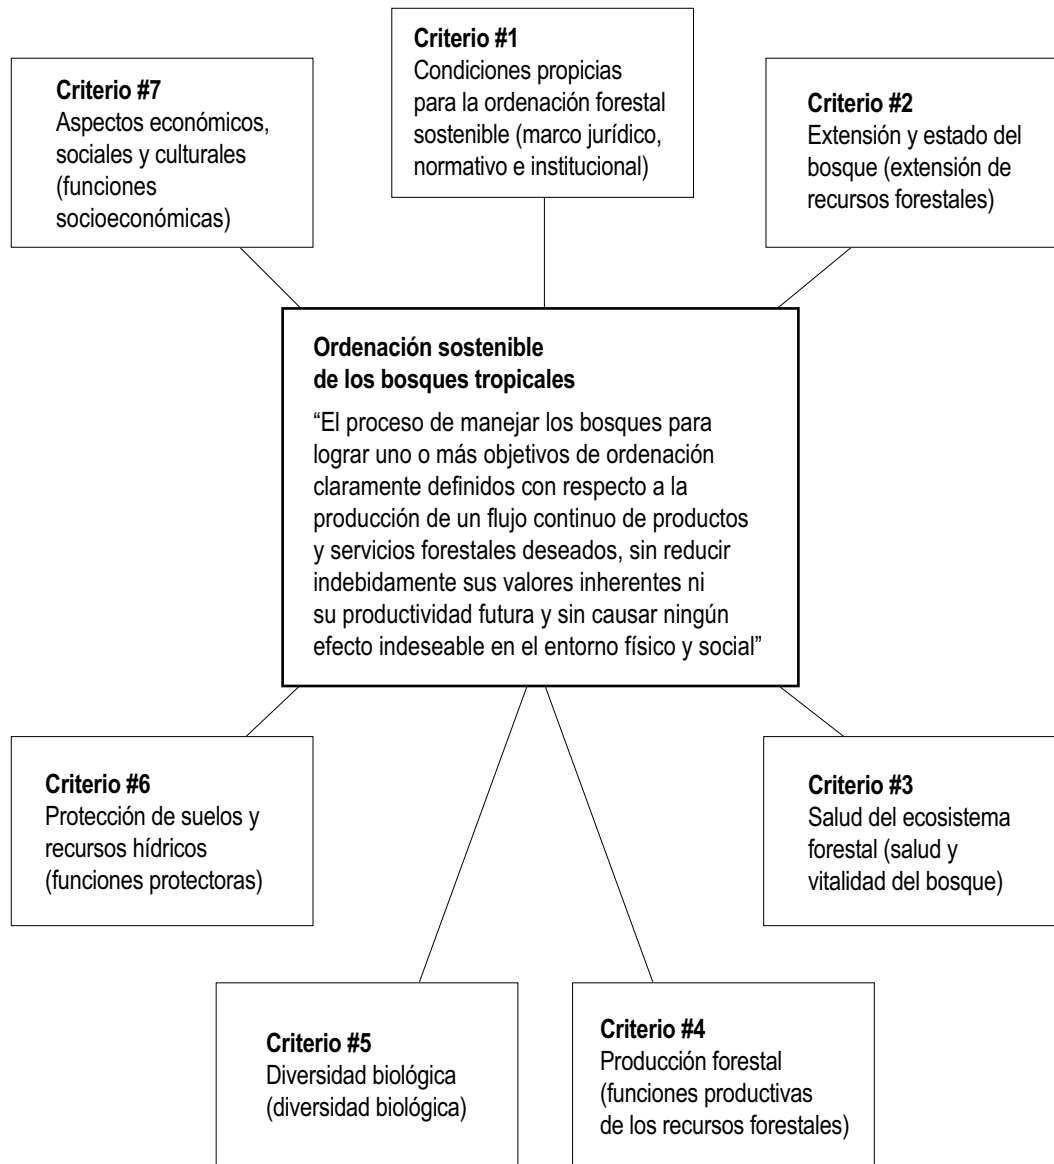 Criterio #1
Condiciones propicias
para la ordenación forestal
sostenible (marco jurídico,
normativo e institucional)
Criterio #7
Aspectos económicos,
sociales y culturales
(funciones
socioeconómicas)
Criterio #2
Extensión y estado del
bosque (extensión de
recursos forestales)
Ordenación sostenible
de los bosques tropicales
“El proceso de manejar los bosques para
lograr uno o más objetivos de ordenación
claramente definidos con respecto a la
producción de un flujo continuo de productos
y servicios forestales deseados, sin reducir
indebidamente sus valores inherentes ni
su productividad futura y sin causar ningún
efecto indeseable en el entorno físico y social”
Criterio #6
Protección de suelos y
recursos hídricos
(funciones protectoras)
Criterio #3
Salud del ecosistema
forestal (salud y
vitalidad del bosque)
Criterio #5
Diversidad biológica
(diversidad biológica)
Criterio #4
Producción forestal
(funciones productivas
de los recursos forestales)